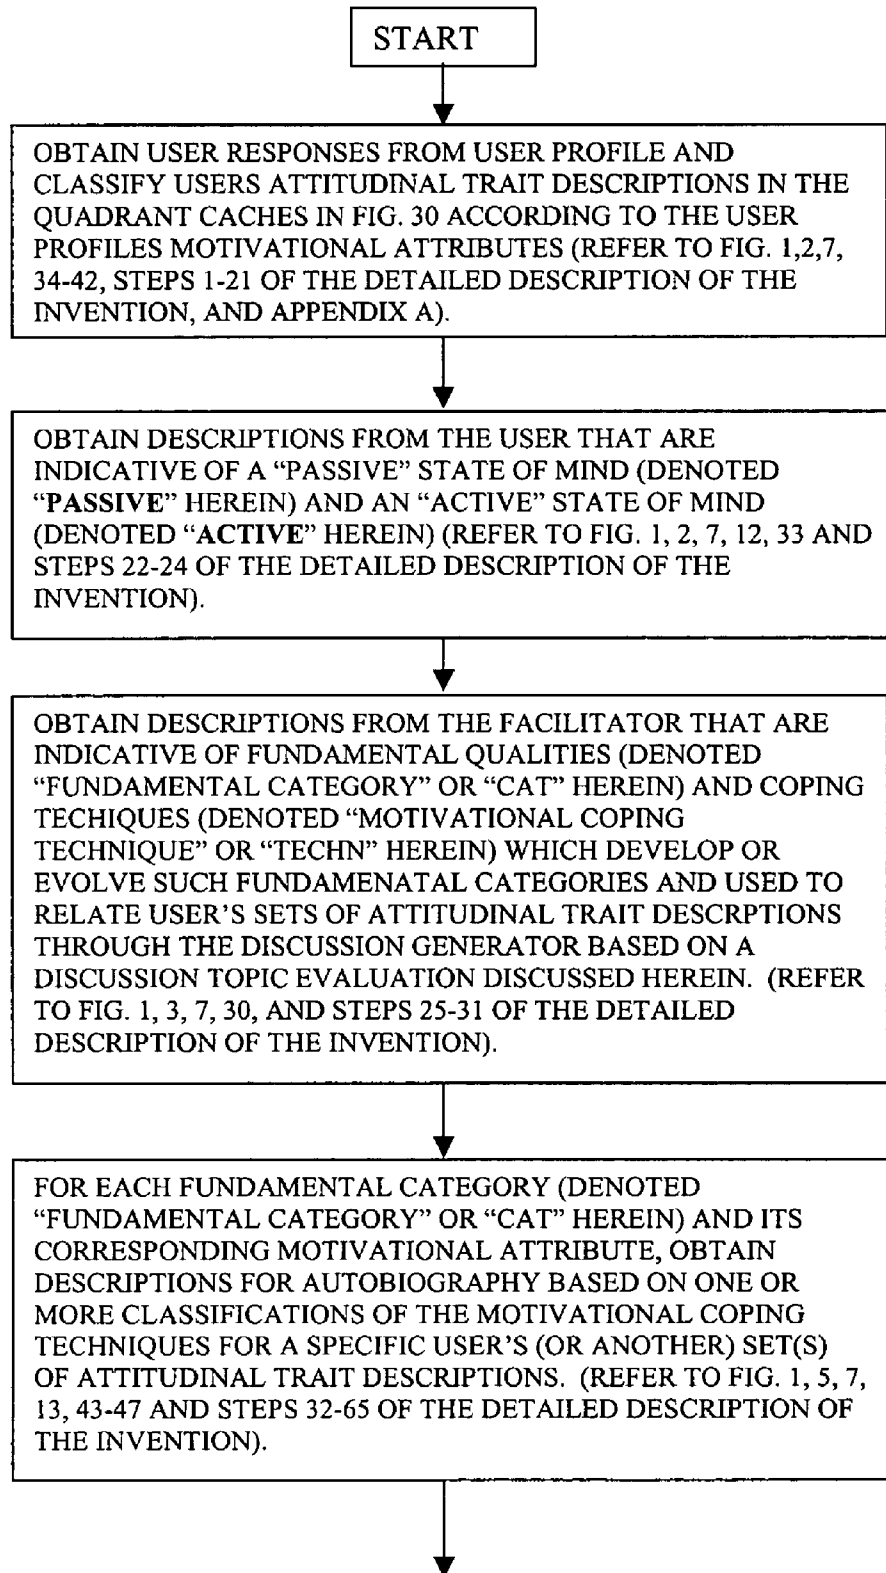 START
OBTAIN USER RESPONSES FROM USER PROFILE AND
CLASSIFY USERS ATTITUDINAL TRAIT DESCRIPTIONS IN THE
QUADRANT CACHES IN FIG. 30 ACCORDING TO THE USER
PROFILES MOTIVATIONAL ATTRIBUTES (REFER TO FIG. 1,2,7,
34-42, STEPS 1-21 OF THE DETAILED DESCRIPTION OF THE
INVENTION, AND APPENDIX A).
OBTAIN DESCRIPTIONS FROM THE USER THAT ARE
INDICATIVE OF A “PASSIVE” STATE OF MIND (DENOTED
“PASSIVE” HEREIN) AND AN “ACTIVE” STATE OF MIND
(DENOTED “ACTIVE” HEREIN) (REFER TO FIG. 1, 2, 7, 12, 33 AND
STEPS 22-24 OF THE DETAILED DESCRIPTION OF THE
INVENTION).
OBTAIN DESCRIPTIONS FROM THE FACILITATOR THAT ARE
INDICATIVE OF FUNDAMENTAL QUALITIES (DENOTED
“FUNDAMENTAL CATEGORY” OR “CAT” HEREIN) AND COPING
TECHIQUES (DENOTED “MOTIVATIONAL COPING
TECHNIQUE” OR “TECHN” HEREIN) WHICH DEVELOP OR
EVOLVE SUCH FUNDAMENATAL CATEGORIES AND USED TO
RELATE USER’S SETS OF ATTITUDINAL TRAIT DESCRPTIONS
THROUGH THE DISCUSSION GENERATOR BASED ON A
DISCUSSION TOPIC EVALUATION DISCUSSED HEREIN.  (REFER
TO FIG. 1, 3, 7, 30, AND STEPS 25-31 OF THE DETAILED
DESCRIPTION OF THE INVENTION).
FOR EACH FUNDAMENTAL CATEGORY (DENOTED
“FUNDAMENTAL CATEGORY” OR “CAT” HEREIN) AND ITS
CORRESPONDING MOTIVATIONAL ATTRIBUTE, OBTAIN
DESCRIPTIONS FOR AUTOBIOGRAPHY BASED ON ONE OR
MORE CLASSIFICATIONS OF THE MOTIVATIONAL COPING
TECHNIQUES FOR A SPECIFIC USER’S (OR ANOTHER) SET(S)
OF ATTITUDINAL TRAIT DESCRIPTIONS.  (REFER TO FIG. 1, 5, 7,
13, 43-47 AND STEPS 32-65 OF THE DETAILED DESCRIPTION OF
THE INVENTION).